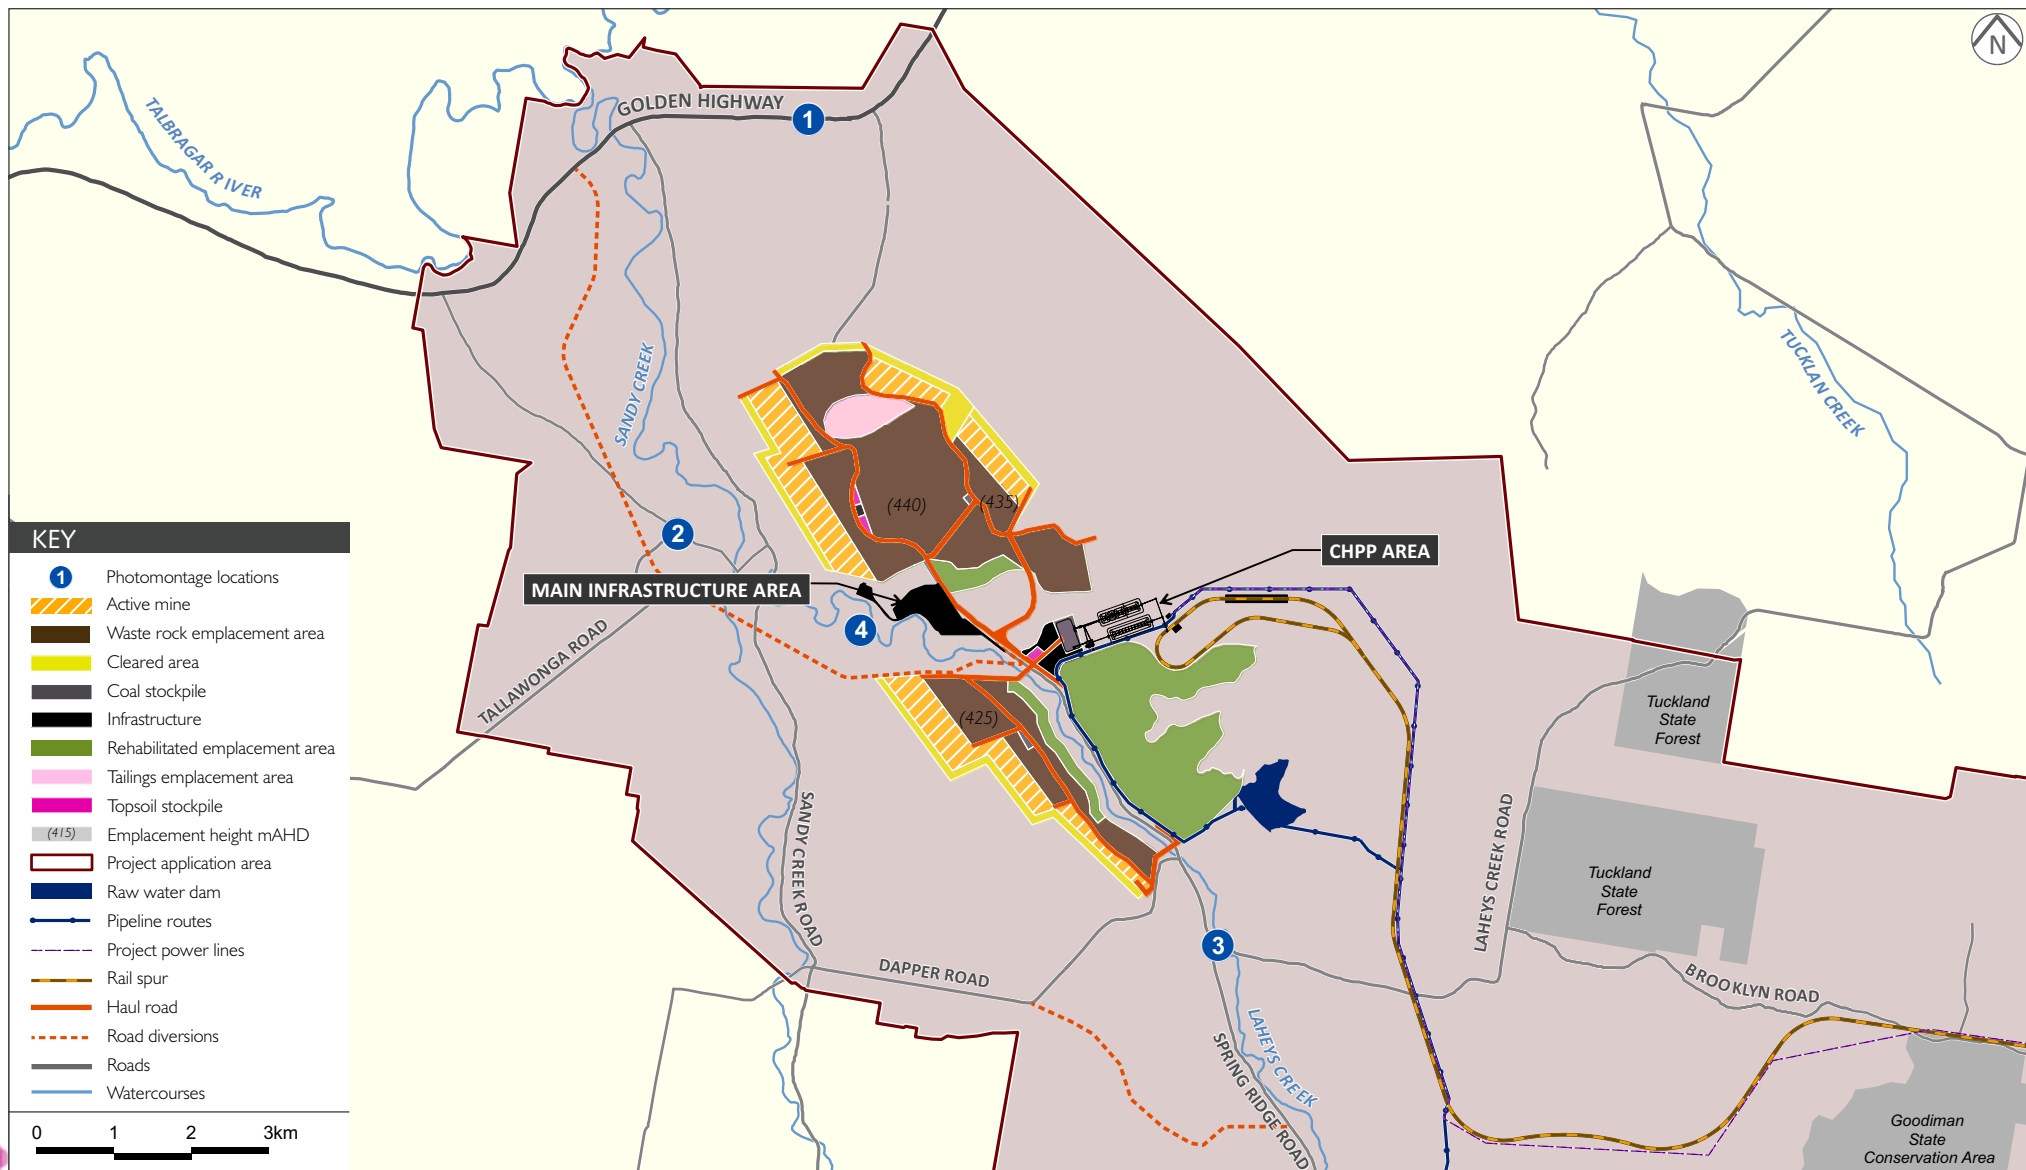 N
GOLDEN HIGHWAY
1
TALBRAGAR RIVER
SANDY CREEK
TUCKLAN CREEK
(440)
(435)
2
CHPP AREA
MAIN INFRASTRUCTURE AREA
4
TALLAWONGA ROAD
(425)
Tuckland
State
Forest
SANDY CREEK ROAD
LAHEYS CREEK ROAD
Tuckland
State
Forest
3
DAPPER ROAD
BROOKLYN ROAD
LAHEYS CREEK
SPRING RIDGE ROAD
Goodiman
State
Conservation Area
KEY
1 Photomontage locations
Active mine
Waste rock emplacement area
Cleared area
Coal stockpile
Infrastructure
Rehabilitated emplacement area
Tailings emplacement area
Topsoil stockpile
(415) Emplacement height mAHD
Project application area
Raw water dam
Pipeline routes
Project power lines
Rail spur
Haul road
Road diversions
Roads
Watercourses
0 1 2 3km